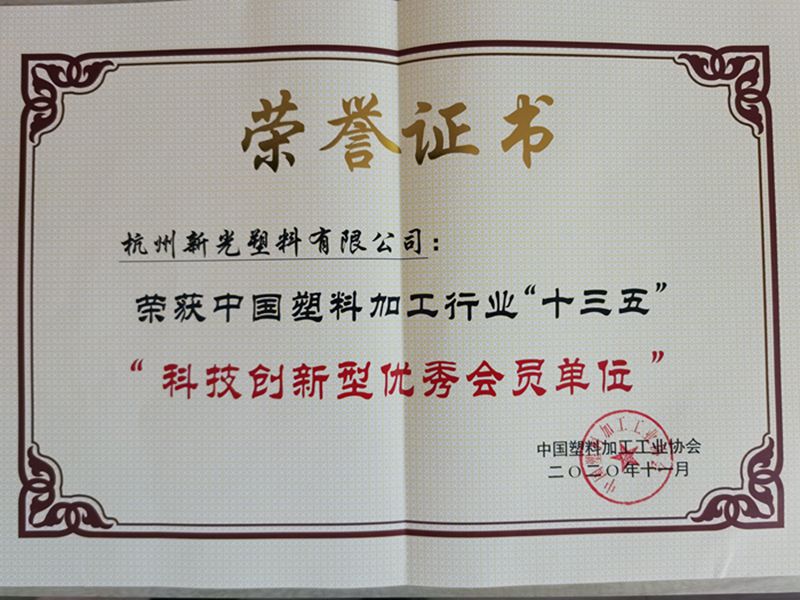 荣誉证书
杭州新光塑料有限公司：
荣获中国塑料加工行业“十三五”
“科技创新型优秀会员单位”
中国塑料加工工业协会
二〇二〇年十一月